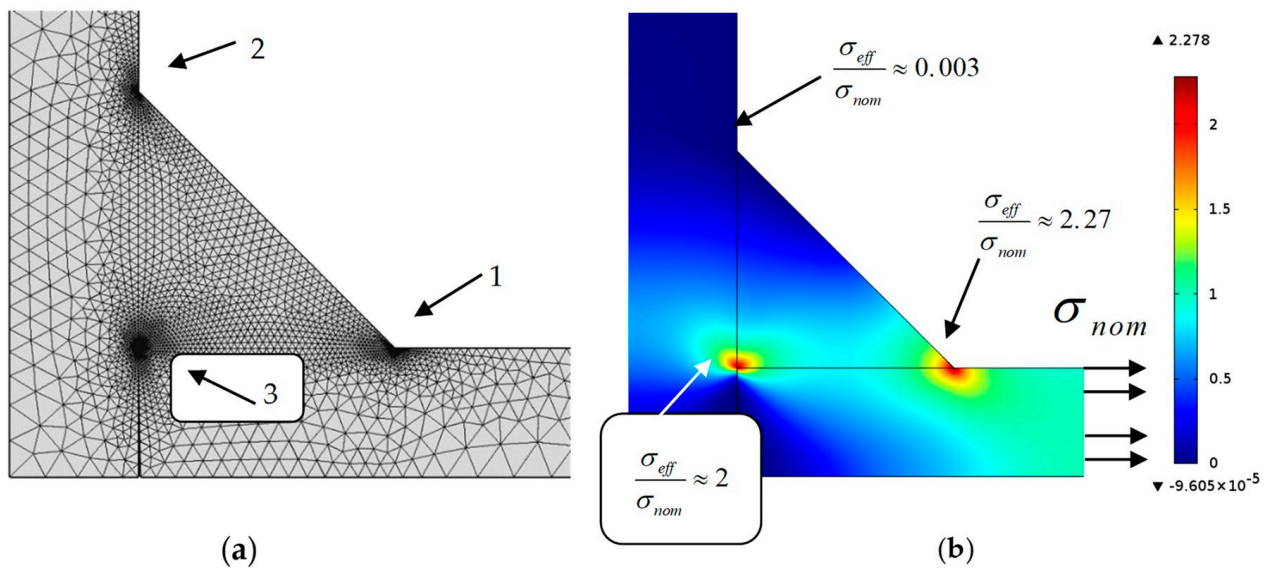 2
1
3
(a)
σ_eff / σ_nom ≈ 0.003
σ_eff / σ_nom ≈ 2.27
σ_nom
σ_eff / σ_nom ≈ 2
▲ 2.278
2
1.5
1
0.5
0
▼ -9.605×10⁻⁵
(b)